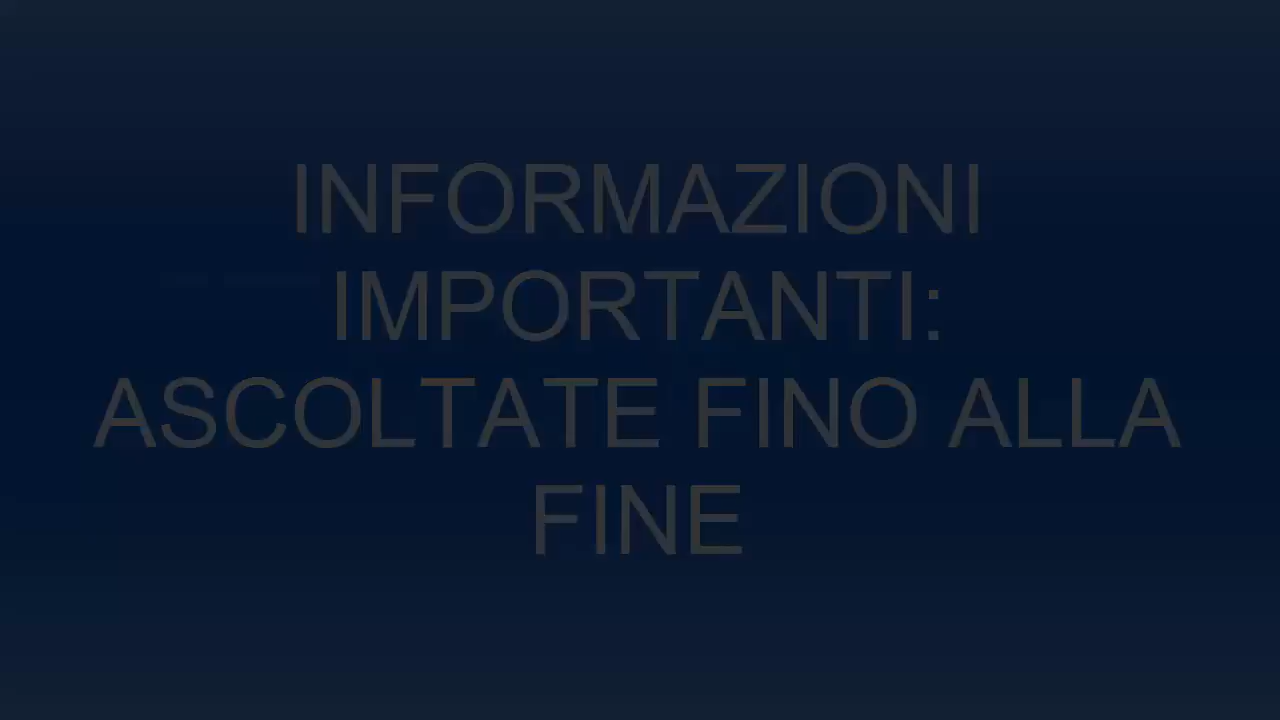 INFORMAZIONI
IMPORTANTI:
ASCOLTATE FINO ALLA
FINE